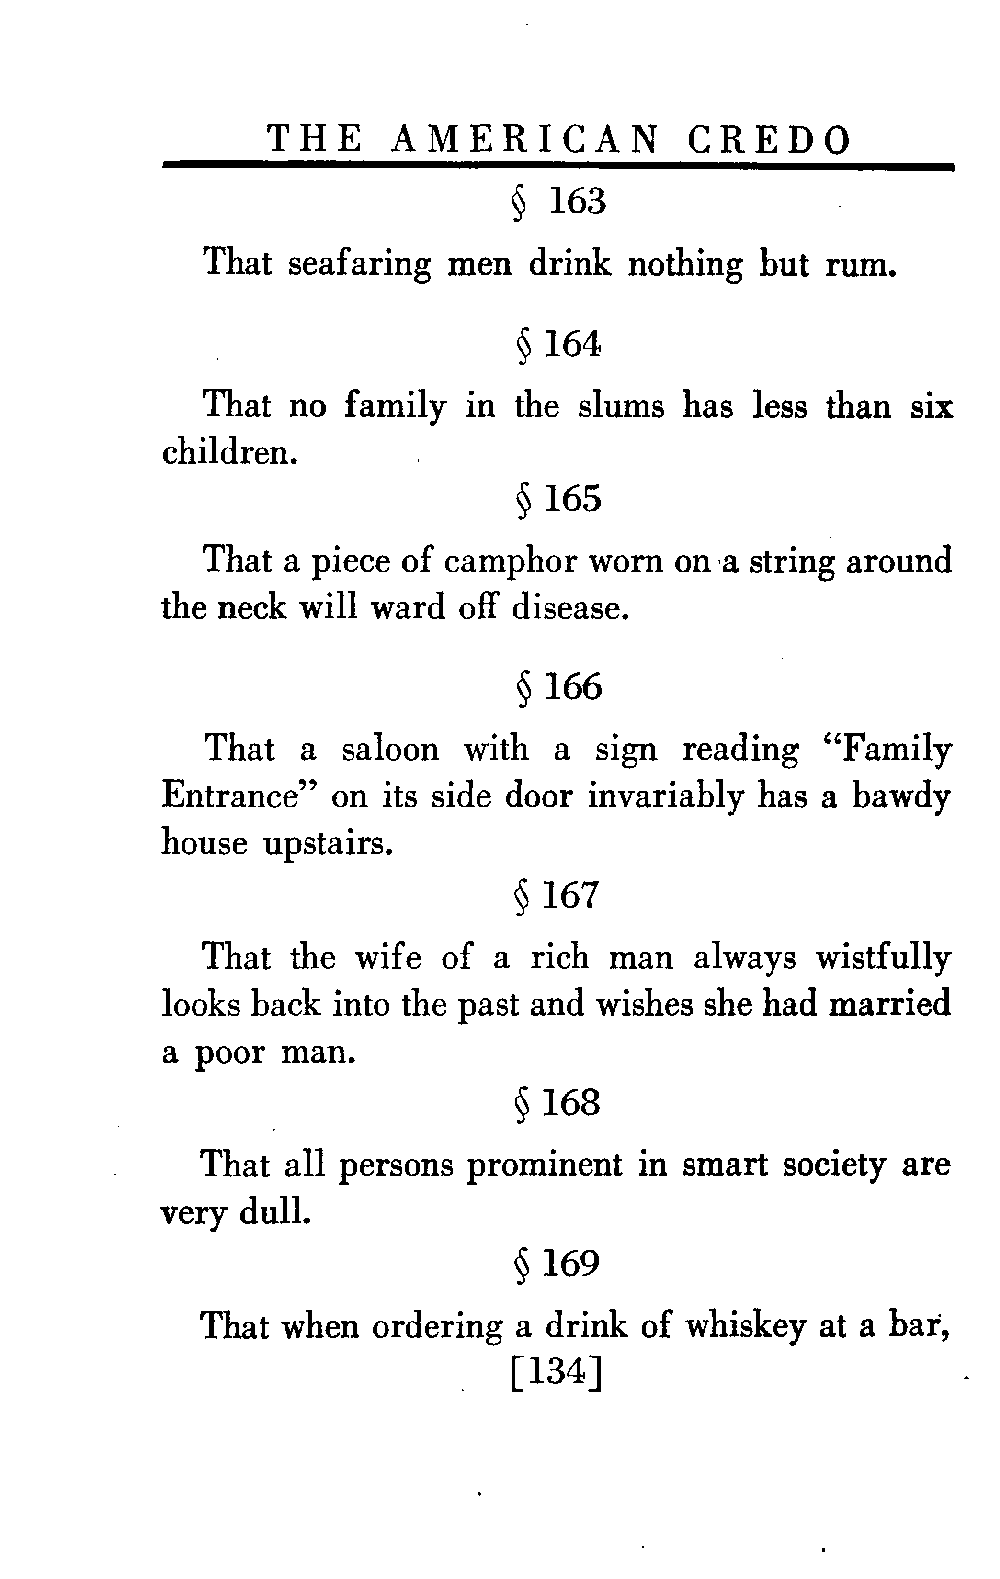 THE AMERICAN CREDO
§ 163
That seafaring men drink nothing but rum.
§ 164
That no family in the slums has less than six
children.
§ 165
That a piece of camphor worn on a string around
the neck will ward off disease.
§ 166
That a saloon with a sign reading “Family
Entrance” on its side door invariably has a bawdy
house upstairs.
§ 167
That the wife of a rich man always wistfully
looks back into the past and wishes she had married
a poor man.
§ 168
That all persons prominent in smart society are
very dull.
§ 169
That when ordering a drink of whiskey at a bar,
[134]